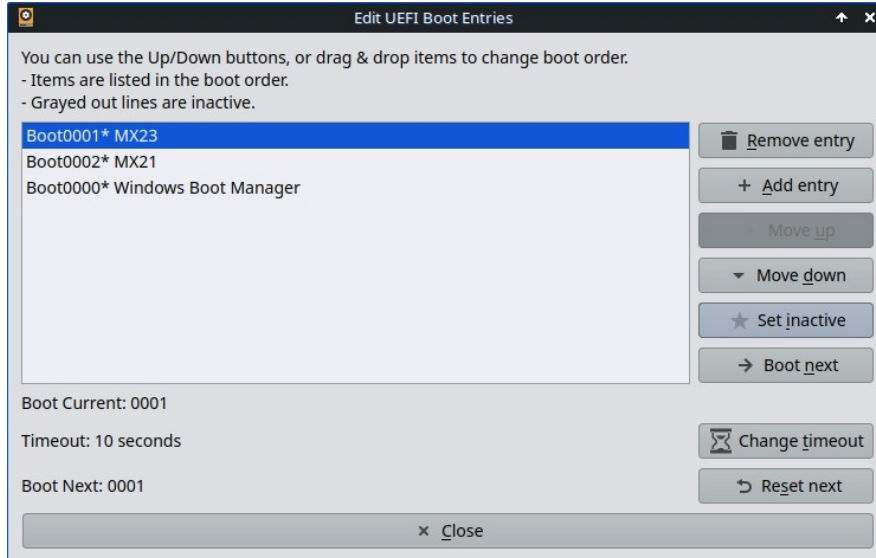 Edit UEFI Boot Entries
You can use the Up/Down buttons, or drag & drop items to change boot order.
- Items are listed in the boot order.
- Grayed out lines are inactive.
Boot0001* MX23
Boot0002* MX21
Boot0000* Windows Boot Manager
Remove entry
Add entry
Move up
Move down
Set inactive
Boot next
Boot Current: 0001
Timeout: 10 seconds
Change timeout
Boot Next: 0001
Reset next
Close